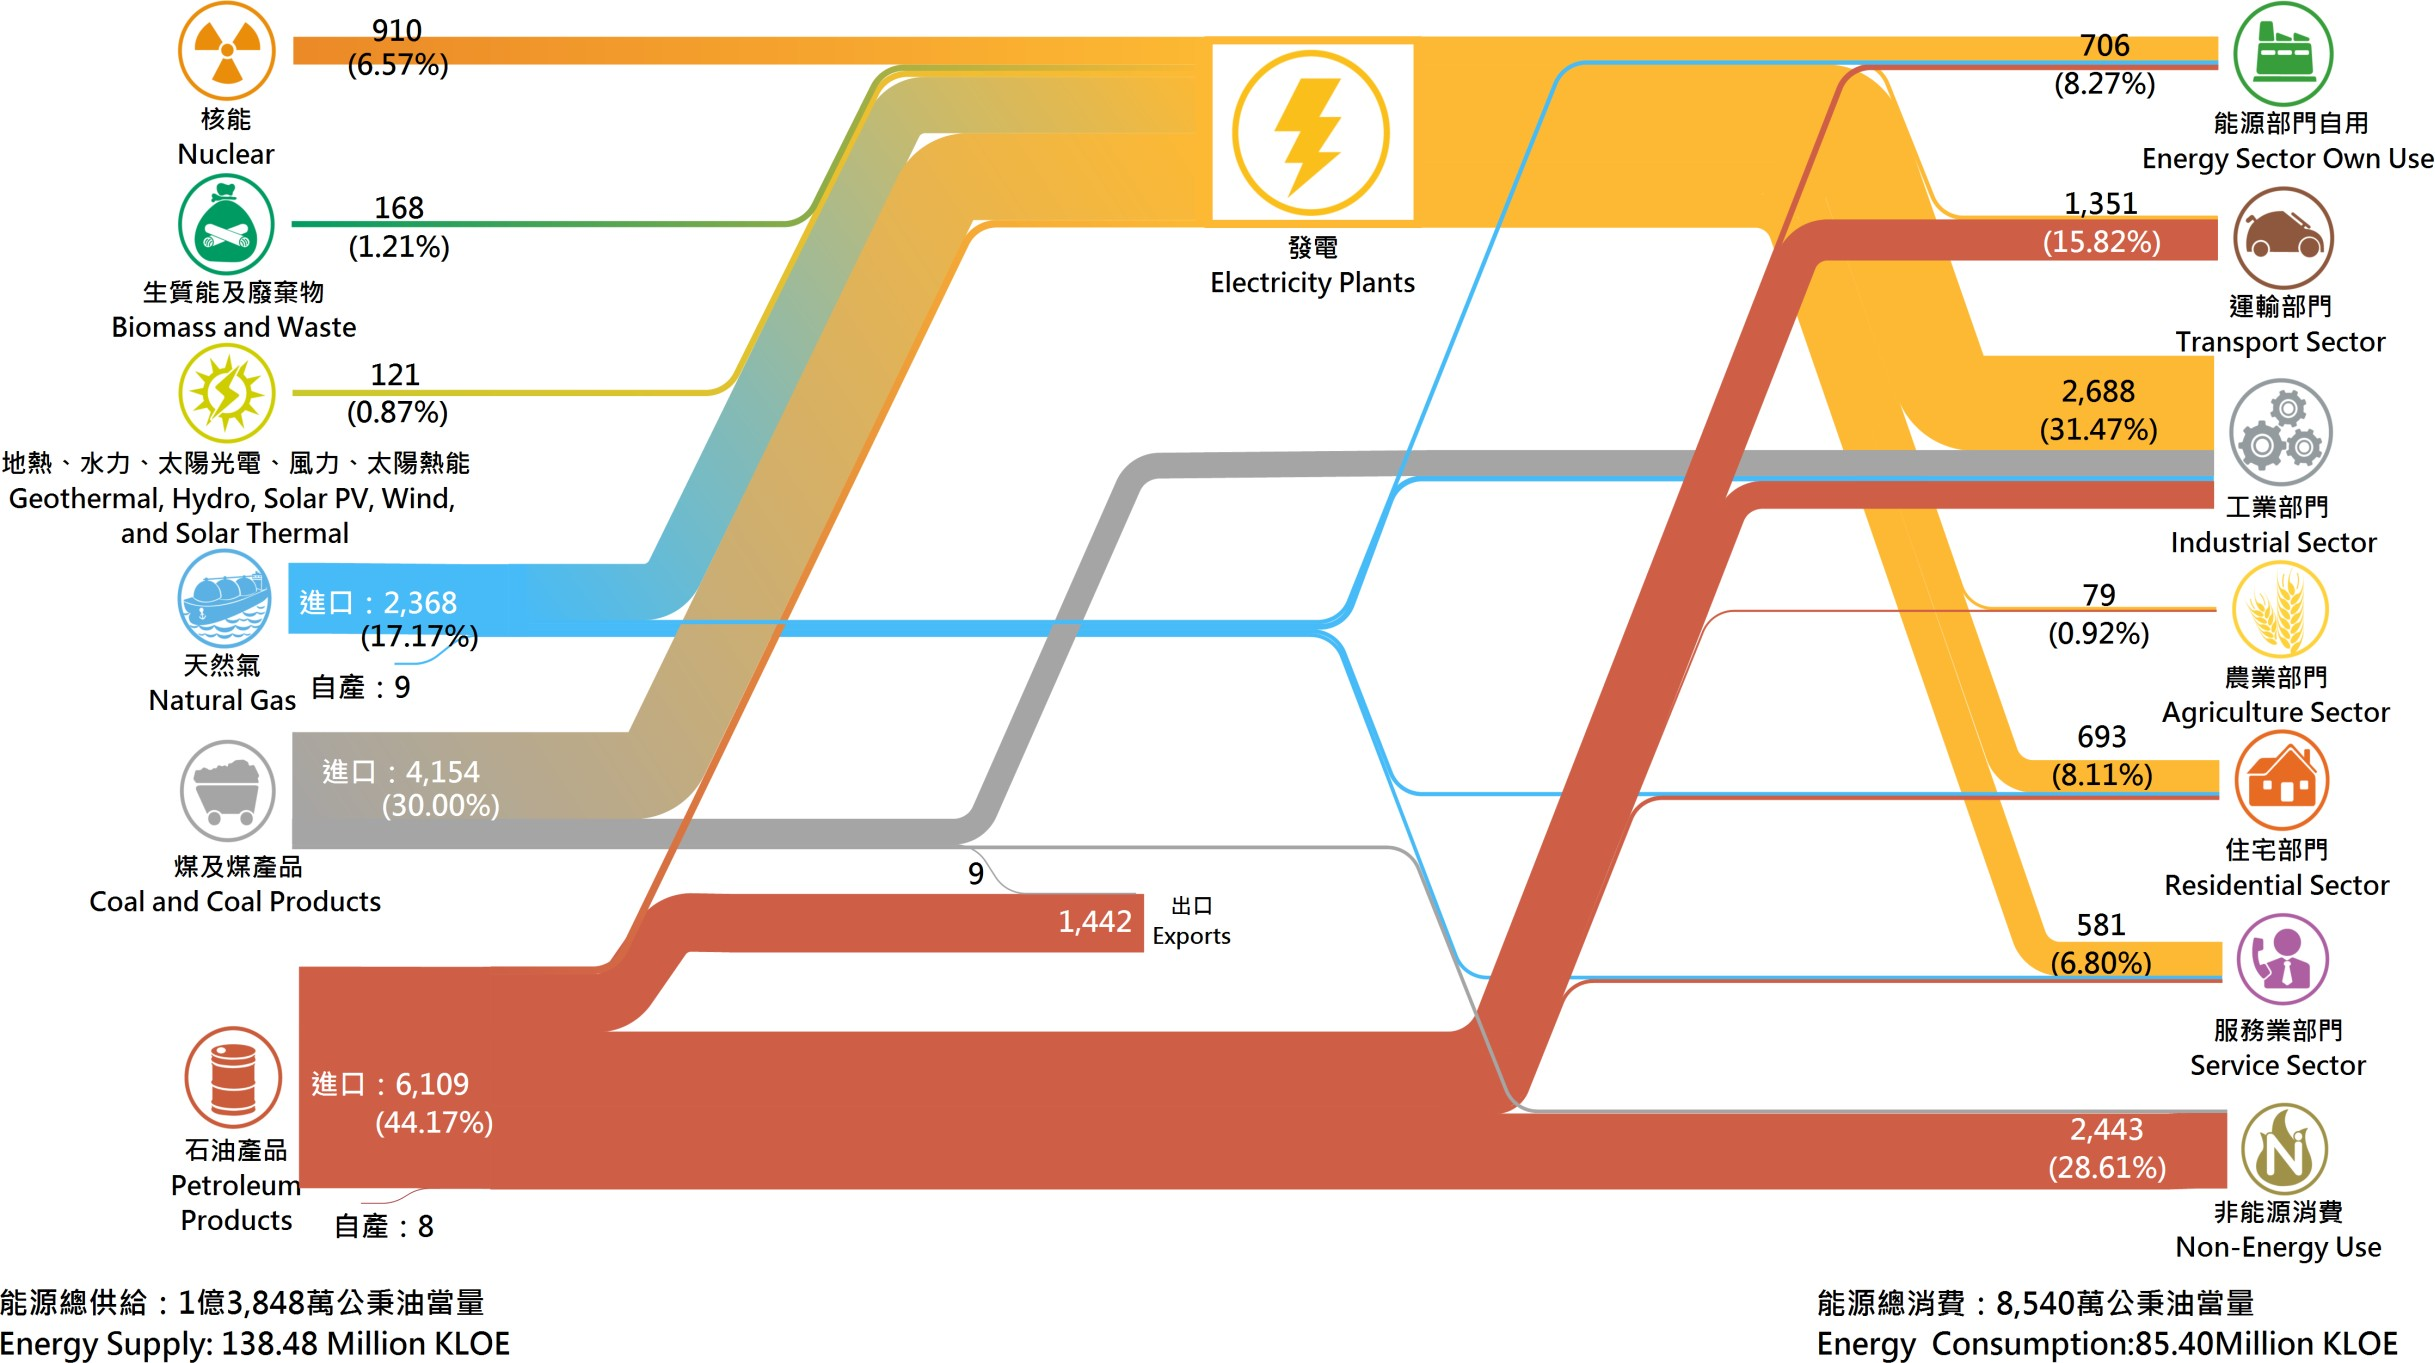 910
(6.57%)
核能
Nuclear
168
(1.21%)
生質能及廢棄物
Biomass and Waste
121
(0.87%)
地熱、水力、太陽光電、風力、太陽熱能
Geothermal, Hydro, Solar PV, Wind,
and Solar Thermal
進口：2,368
(17.17%)
天然氣
Natural Gas
自產：9
進口：4,154
(30.00%)
煤及煤產品
Coal and Coal Products
進口：6,109
(44.17%)
石油產品
Petroleum
Products
自產：8
發電
Electricity Plants
9
1,442
出口
Exports
706
(8.27%)
能源部門自用
Energy Sector Own Use
1,351
(15.82%)
運輸部門
Transport Sector
2,688
(31.47%)
工業部門
Industrial Sector
79
(0.92%)
農業部門
Agriculture Sector
693
(8.11%)
住宅部門
Residential Sector
581
(6.80%)
服務業部門
Service Sector
2,443
(28.61%)
Ni
非能源消費
Non-Energy Use
能源總供給：1億3,848萬公秉油當量
Energy Supply: 138.48 Million KLOE
能源總消費：8,540萬公秉油當量
Energy Consumption:85.40Million KLOE